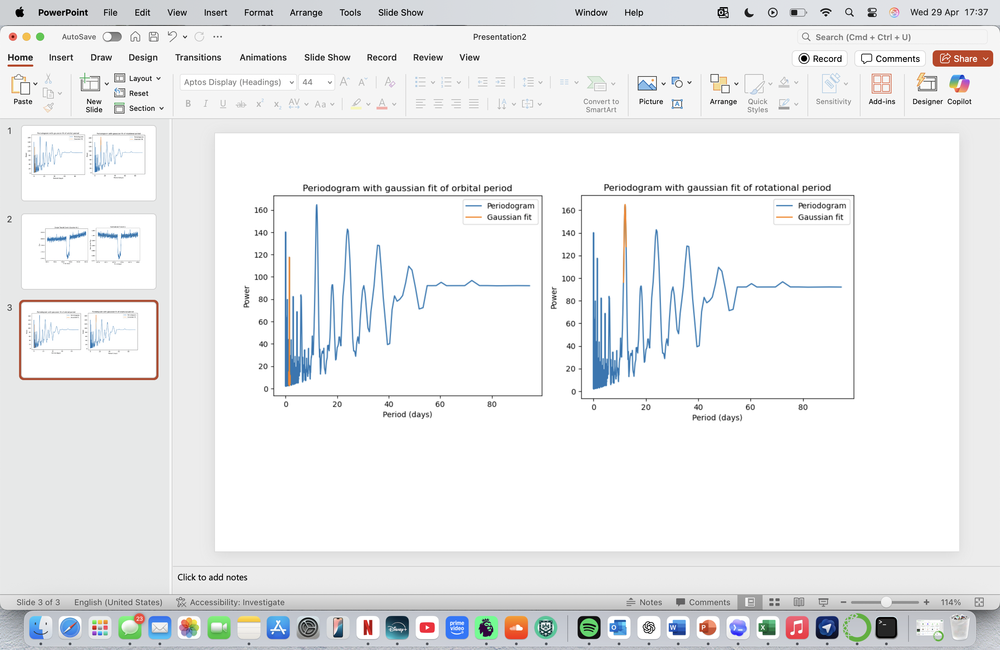 PowerPoint File Edit View Insert Format Arrange Tools Slide Show Window Help Wed 29 Apr 17:37
AutoSave Presentation2 Search (Cmd + Ctrl + U)
Home Insert Draw Design Transitions Animations Slide Show Record Review View Record Comments Share
Paste
New
Slide
Layout
Reset
Section
Aptos Display (Headings) 44
Convert to
SmartArt
Picture
Arrange
Quick
Styles
Sensitivity
Add-ins
Designer
Copilot
1
2
3
Periodogram with gaussian fit of orbital period
Periodogram
Gaussian fit
160
140
120
100
80
60
40
20
0
Power
0 20 40 60 80
Period (days)
Periodogram with gaussian fit of rotational period
Periodogram
Gaussian fit
160
140
120
100
80
60
40
20
0
Power
0 20 40 60 80
Period (days)
Click to add notes
Slide 3 of 3 English (United States) Accessibility: Investigate Notes Comments 114%
23
Disney+
prime
video